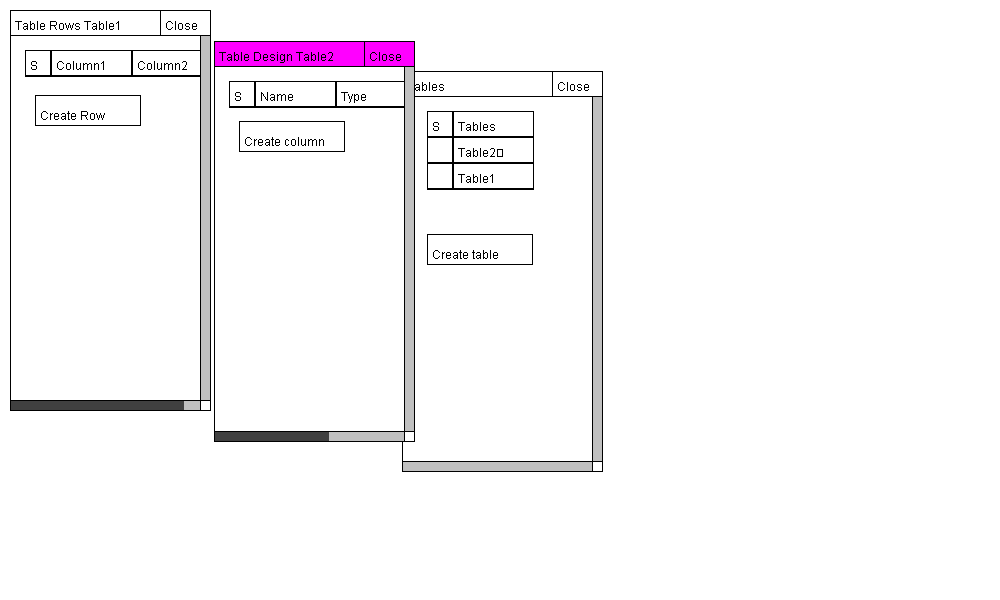 Table Rows Table1 Close
S Column1 Column2
Create Row
Table Design Table2 Close
S Name Type
Create column
ables Close
S Tables
Table2▯
Table1
Create table